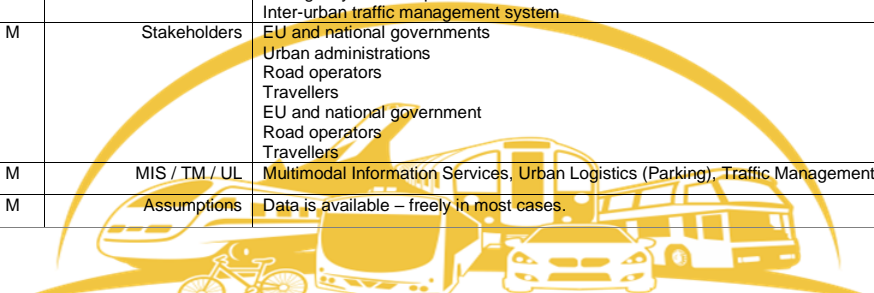 Inter-urban traffic management system
M Stakeholders EU and national governments
Urban administrations
Road operators
Travellers
EU and national government
Road operators
Travellers
M MIS / TM / UL Multimodal Information Services, Urban Logistics (Parking), Traffic Management
M Assumptions Data is available – freely in most cases.